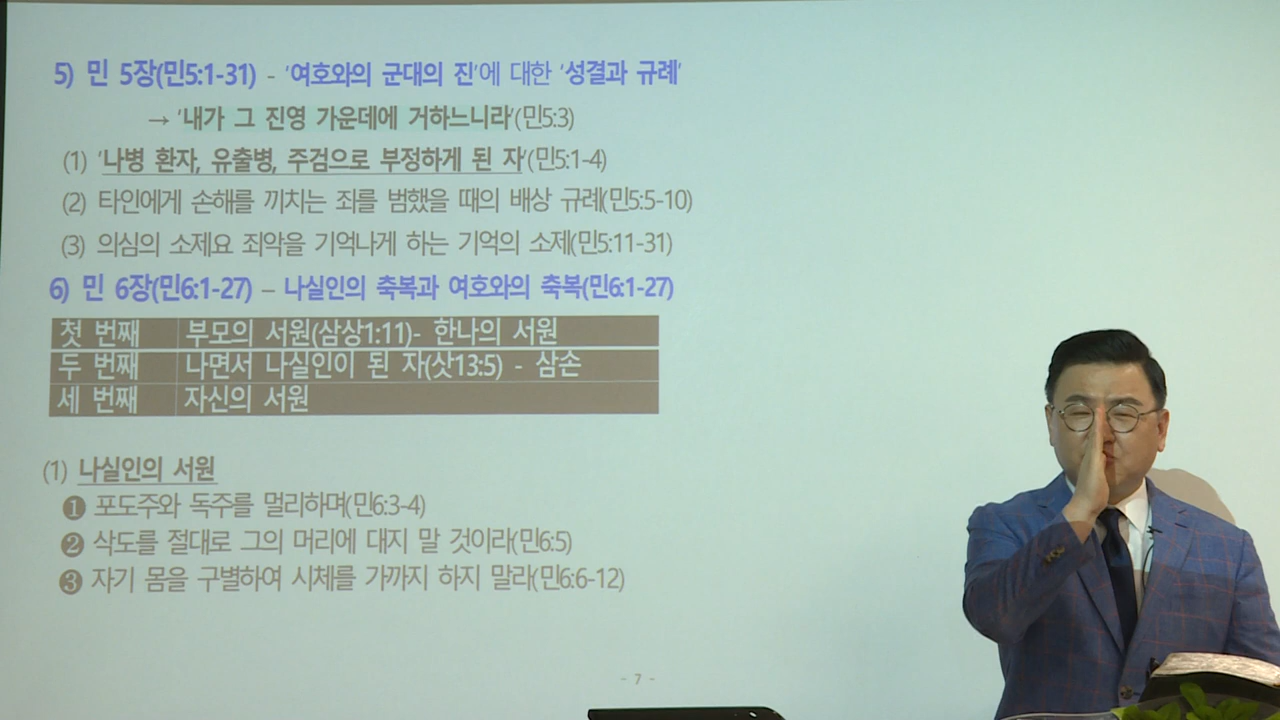 5) 민 5장(민5:1-31) - '여호와의 군대의 진'에 대한 '성결과 규례'
→ '내가 그 진영 가운데에 거하느니라'(민5:3)
(1) '나병 환자, 유출병, 주검으로 부정하게 된 자'(민5:1-4)
(2) 타인에게 손해를 끼치는 죄를 범했을 때의 배상 규례(민5:5-10)
(3) 의심의 소제요 죄악을 기억나게 하는 기억의 소제(민5:11-31)
6) 민 6장(민6:1-27) – 나실인의 축복과 여호와의 축복(민6:1-27)
첫 번째 부모의 서원(삼상1:11)- 한나의 서원
두 번째 나면서 나실인이 된 자(삿13:5) - 삼손
세 번째 자신의 서원
(1) 나실인의 서원
❶ 포도주와 독주를 멀리하며(민6:3-4)
❷ 삭도를 절대로 그의 머리에 대지 말 것이라(민6:5)
❸ 자기 몸을 구별하여 시체를 가까지 하지 말라(민6:6-12)
- 7 -